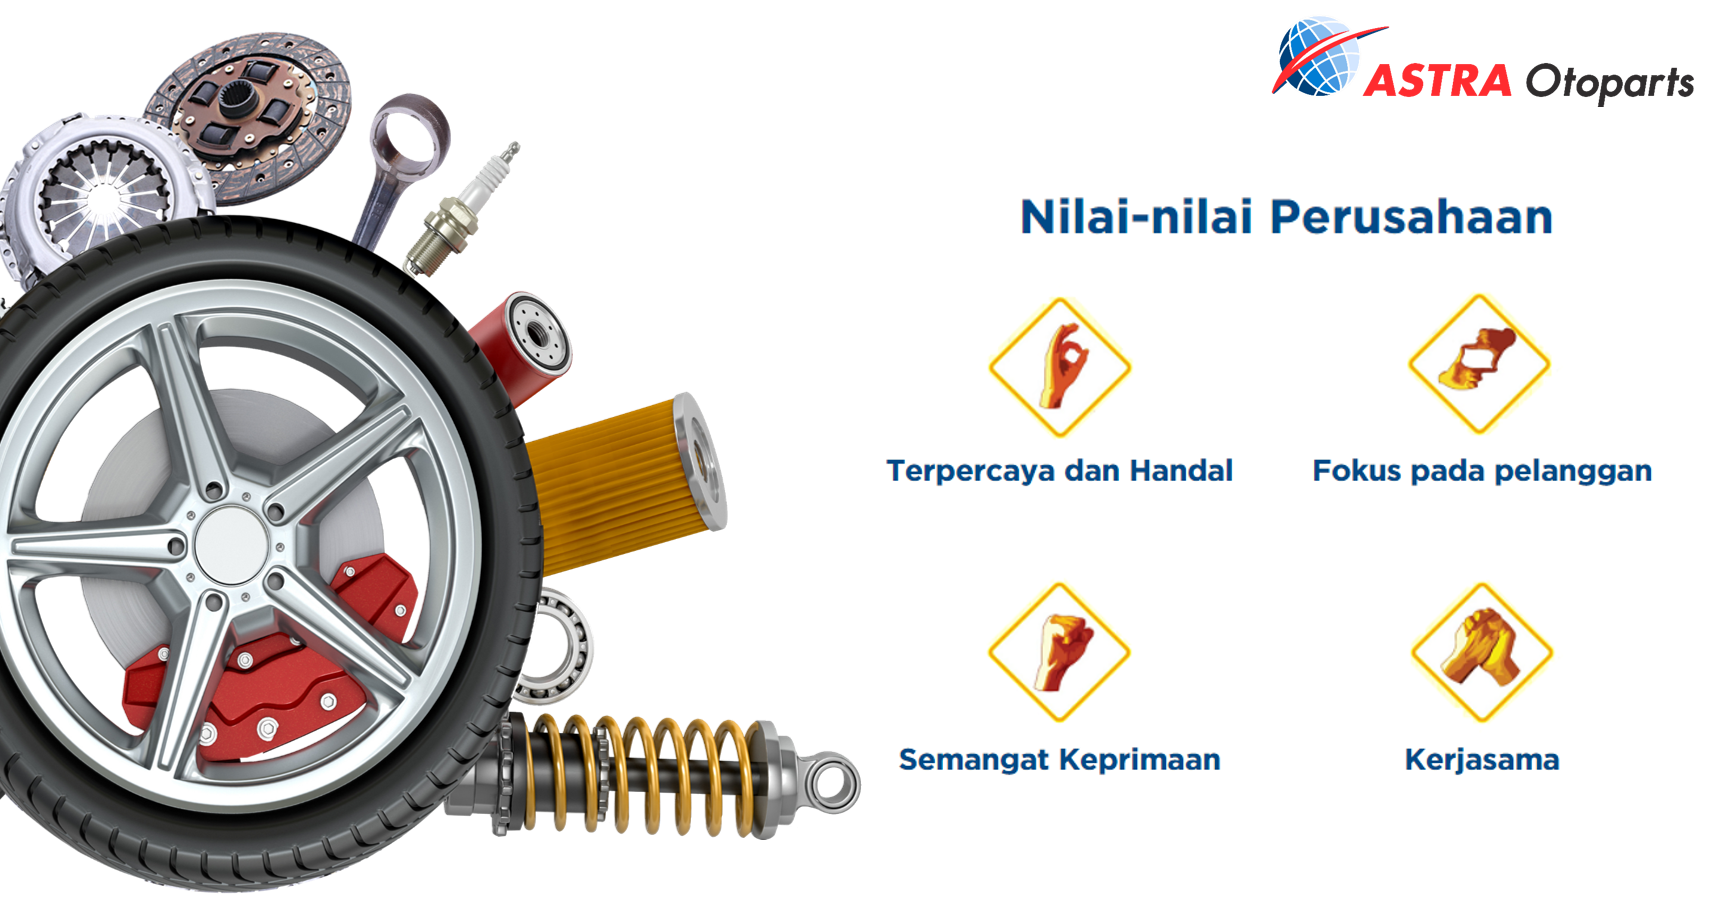 ASTRA Otoparts
Nilai-nilai Perusahaan
Terpercaya dan Handal
Fokus pada pelanggan
Semangat Keprimaan
Kerjasama